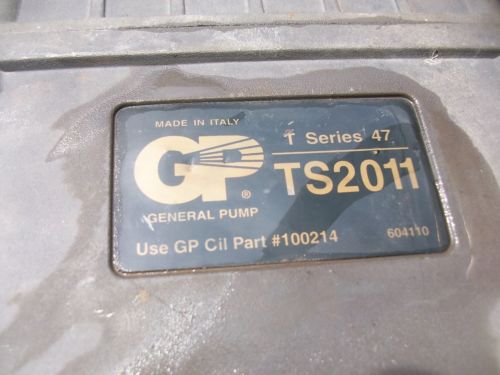 MADE IN ITALY
GP®
GENERAL PUMP
T Series 47
TS2011
Use GP Oil Part #100214
604110